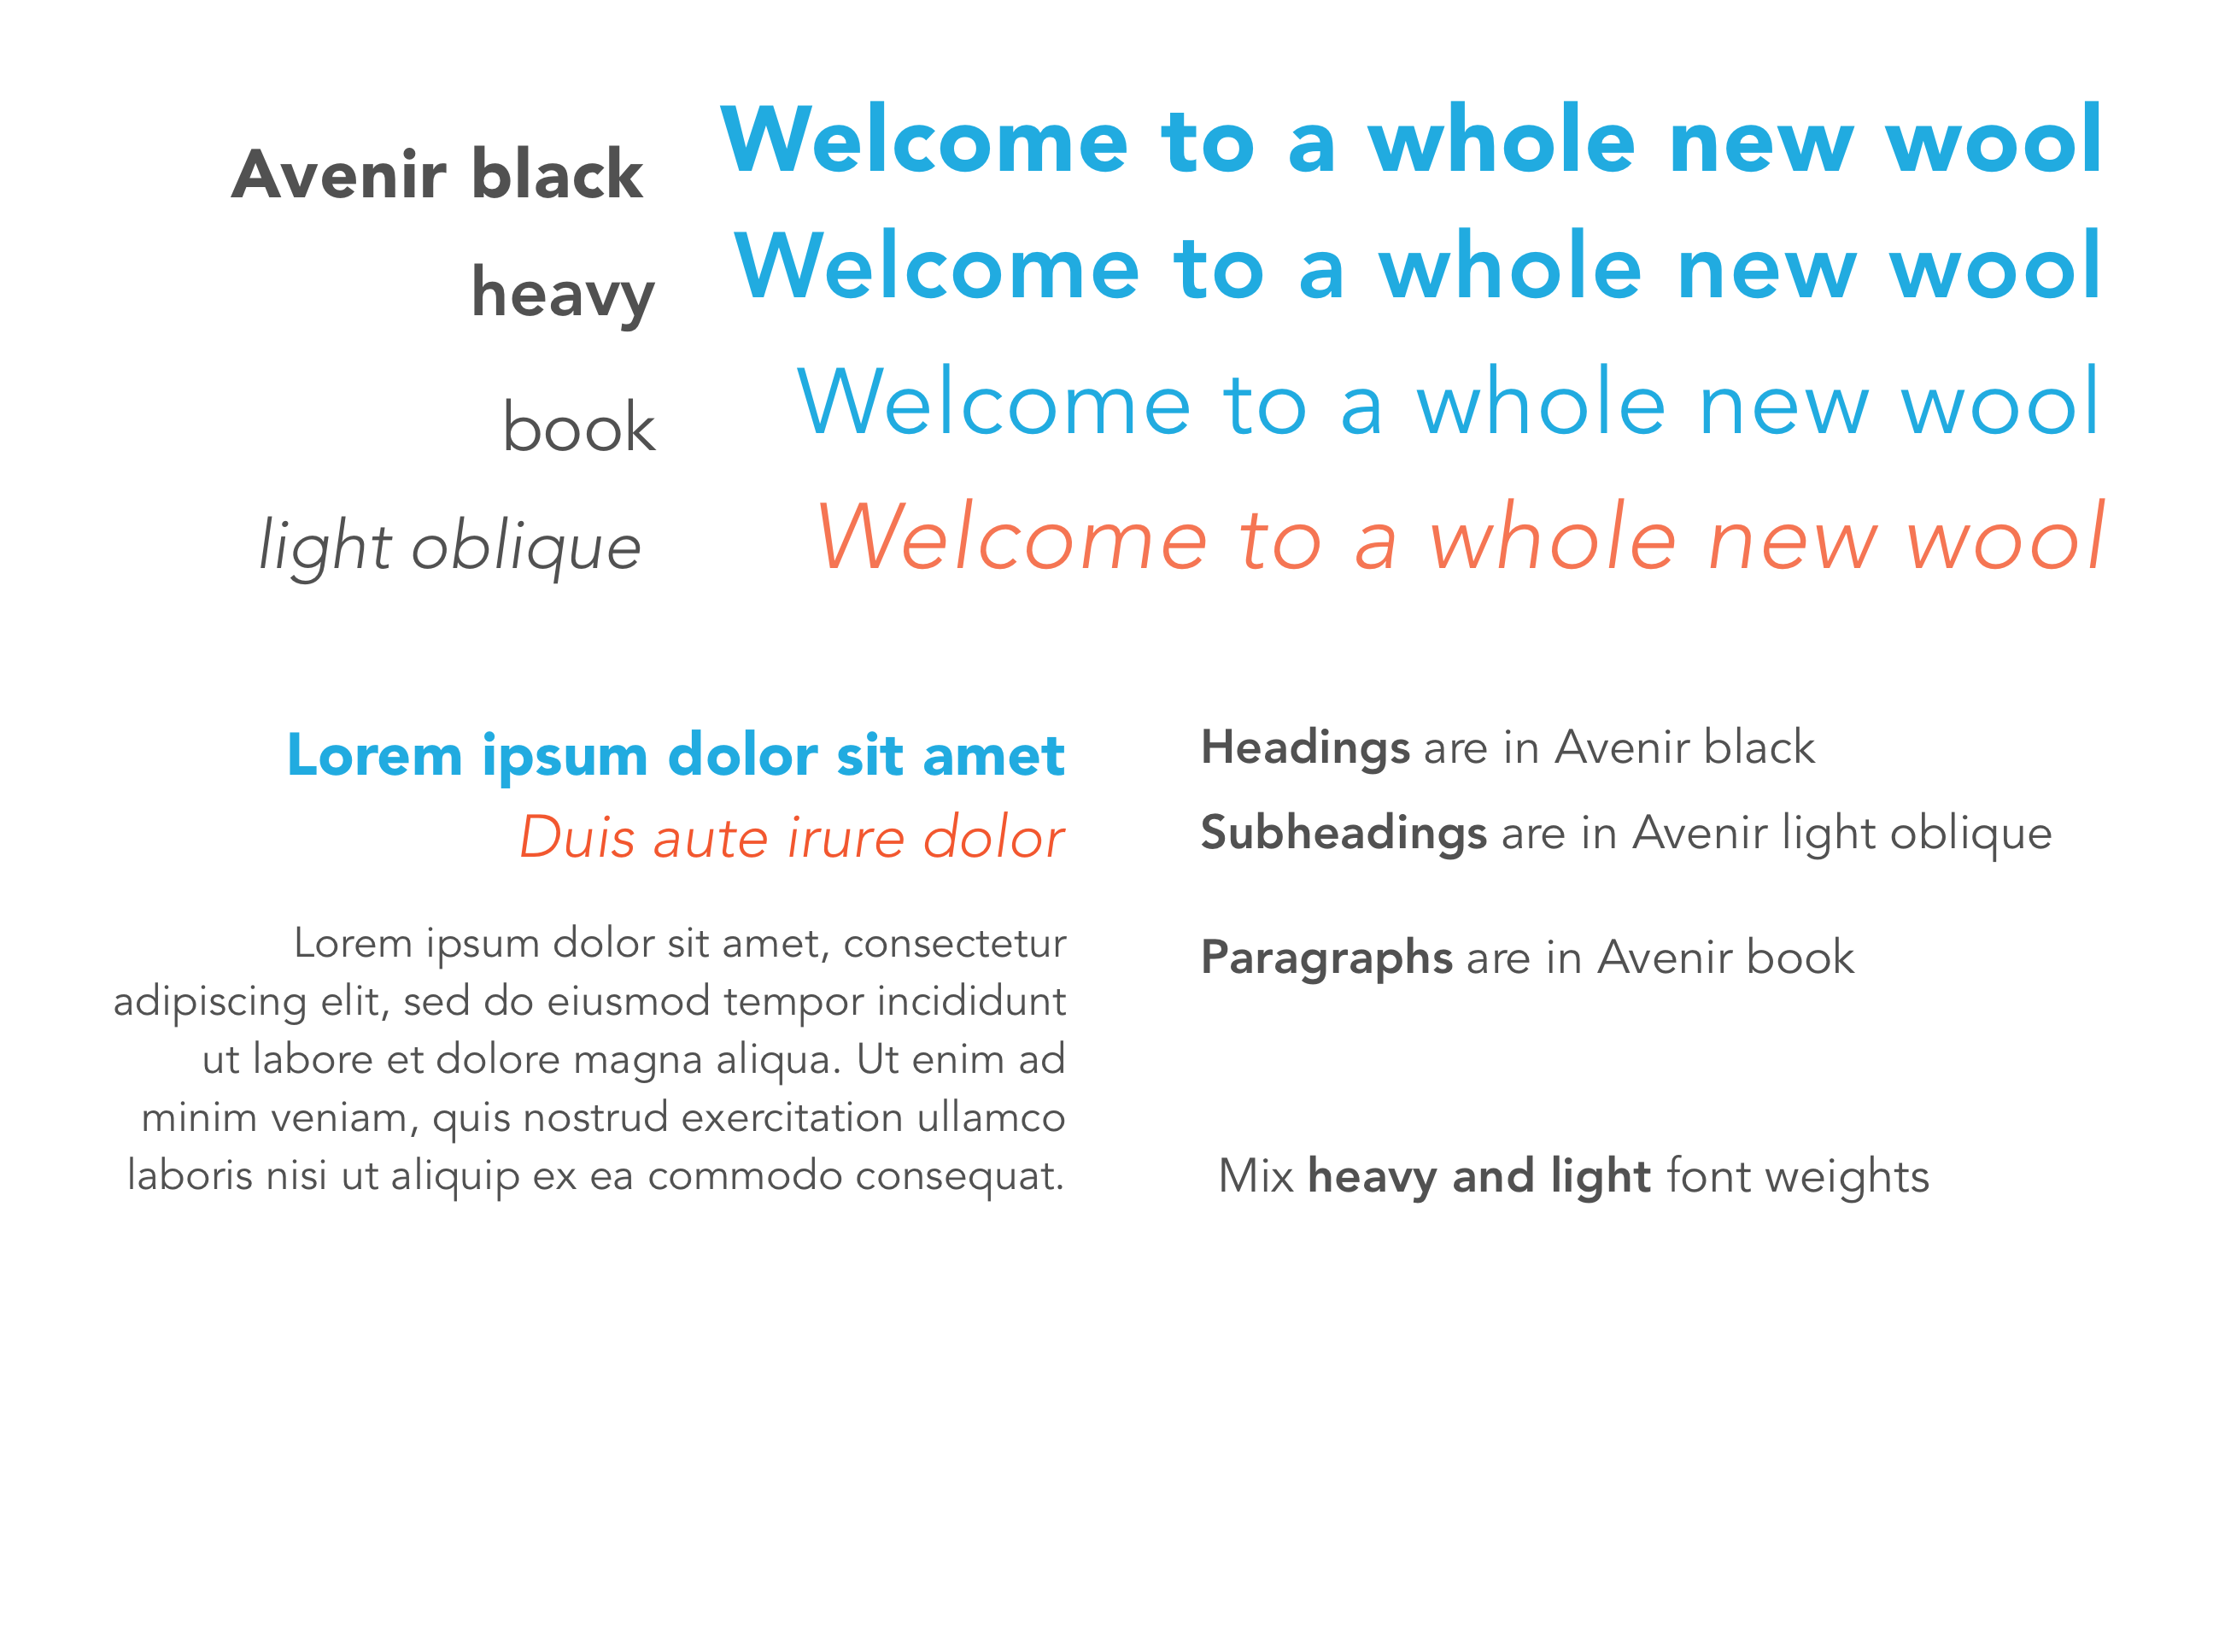 Avenir black
Welcome to a whole new wool
heavy
Welcome to a whole new wool
book
Welcome to a whole new wool
light oblique
Welcome to a whole new wool
Lorem ipsum dolor sit amet
Duis aute irure dolor
Lorem ipsum dolor sit amet, consectetur
adipiscing elit, sed do eiusmod tempor incididunt
ut labore et dolore magna aliqua. Ut enim ad
minim veniam, quis nostrud exercitation ullamco
laboris nisi ut aliquip ex ea commodo consequat.
Headings are in Avenir black
Subheadings are in Avenir light oblique
Paragraphs are in Avenir book
Mix heavy and light font weights